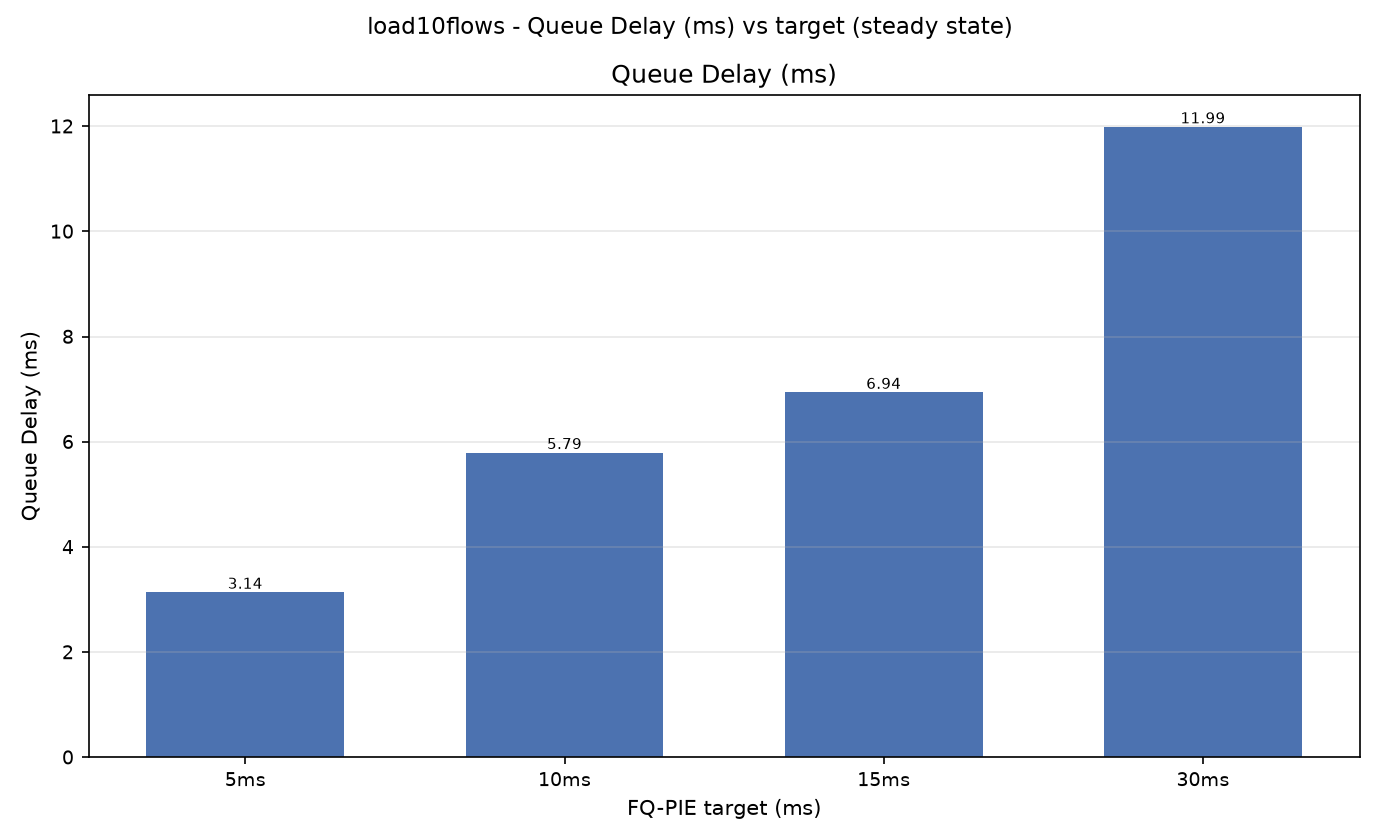 load10flows - Queue Delay (ms) vs target (steady state)
Queue Delay (ms)
12
10
8
6
4
2
0
Queue Delay (ms)
3.14
5.79
6.94
11.99
5ms
10ms
15ms
30ms
FQ-PIE target (ms)